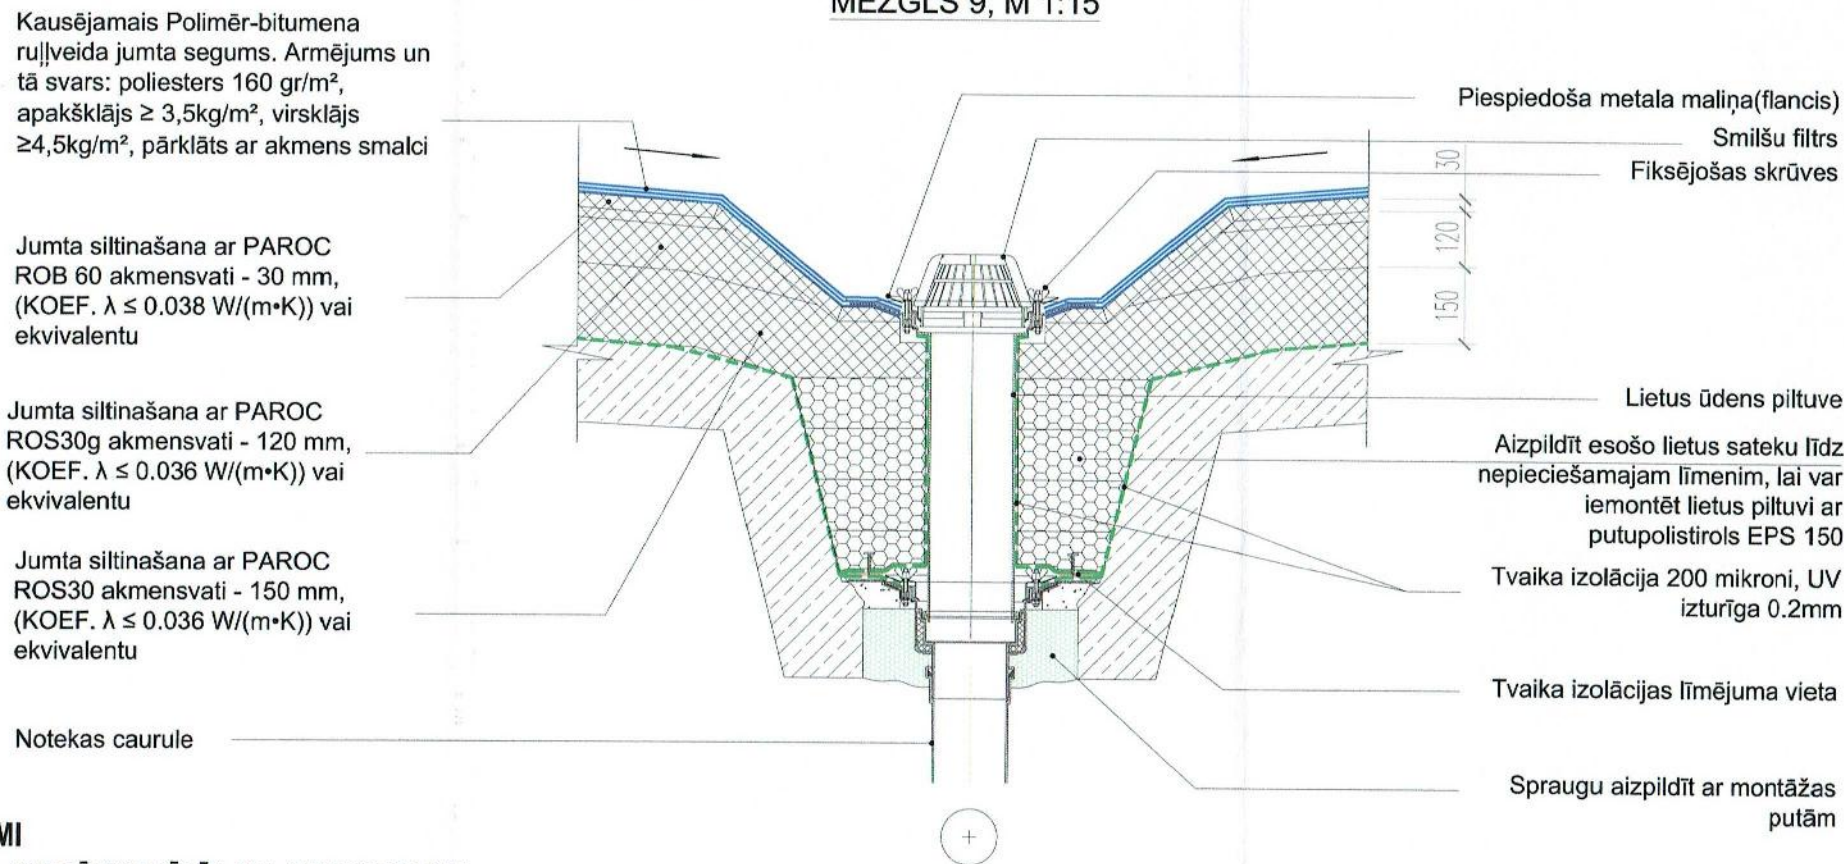 MEZGLS 9, M 1:15
Kausējamais Polimēr-bitumena
ruļļveida jumta segums. Armējums un
tā svars: poliesters 160 gr/m²,
apakšklājs ≥ 3,5kg/m², virsklājs
≥4,5kg/m², pārklāts ar akmens smalci
Jumta siltinašana ar PAROC
ROB 60 akmensvati - 30 mm,
(KOEF. λ ≤ 0.038 W/(m•K)) vai
ekvivalentu
Jumta siltinašana ar PAROC
ROS30g akmensvati - 120 mm,
(KOEF. λ ≤ 0.036 W/(m•K)) vai
ekvivalentu
Jumta siltinašana ar PAROC
ROS30 akmensvati - 150 mm,
(KOEF. λ ≤ 0.036 W/(m•K)) vai
ekvivalentu
Notekas caurule
Piespiedoša metala maliņa(flancis)
Smilšu filtrs
Fiksējošas skrūves
30
120
150
Lietus ūdens piltuve
Aizpildīt esošo lietus sateku līdz
nepieciešamajam līmenim, lai var
iemontēt lietus piltuvi ar
putupolistirols EPS 150
Tvaika izolācija 200 mikroni, UV
izturīga 0.2mm
Tvaika izolācijas līmējuma vieta
Spraugu aizpildīt ar montāžas
putām
MI